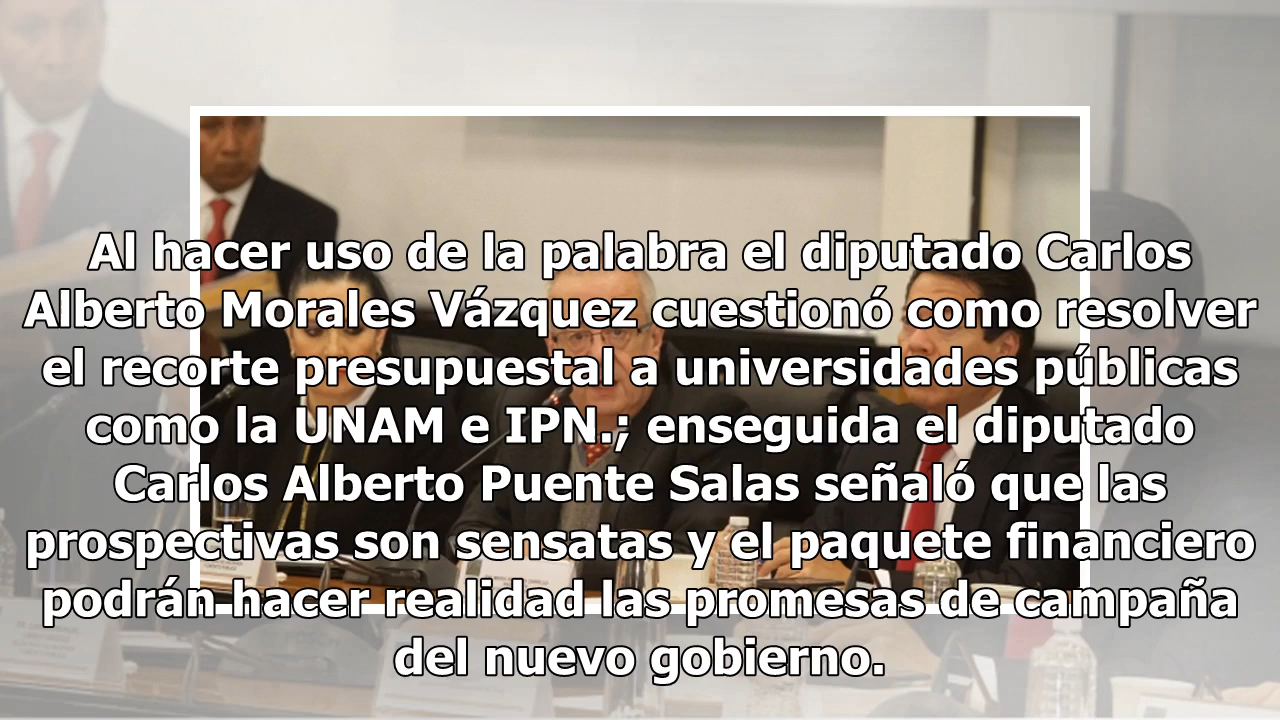 Al hacer uso de la palabra el diputado Carlos
Alberto Morales Vázquez cuestionó como resolver
el recorte presupuestal a universidades públicas
como la UNAM e IPN.; enseguida el diputado
Carlos Alberto Puente Salas señaló que las
prospectivas son sensatas y el paquete financiero
podrán hacer realidad las promesas de campaña
del nuevo gobierno.